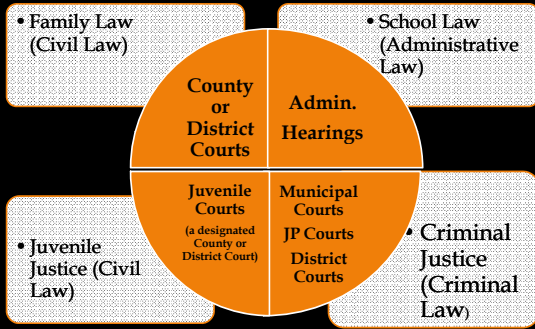 • Family Law
(Civil Law)
• School Law
(Administrative
Law)
County
or
District
Courts
Admin.
Hearings
Juvenile
Courts
(a designated
County or
District Court)
Municipal
Courts
JP Courts
District
Courts
• Juvenile
Justice (Civil
Law)
• Criminal
Justice
(Criminal
Law)